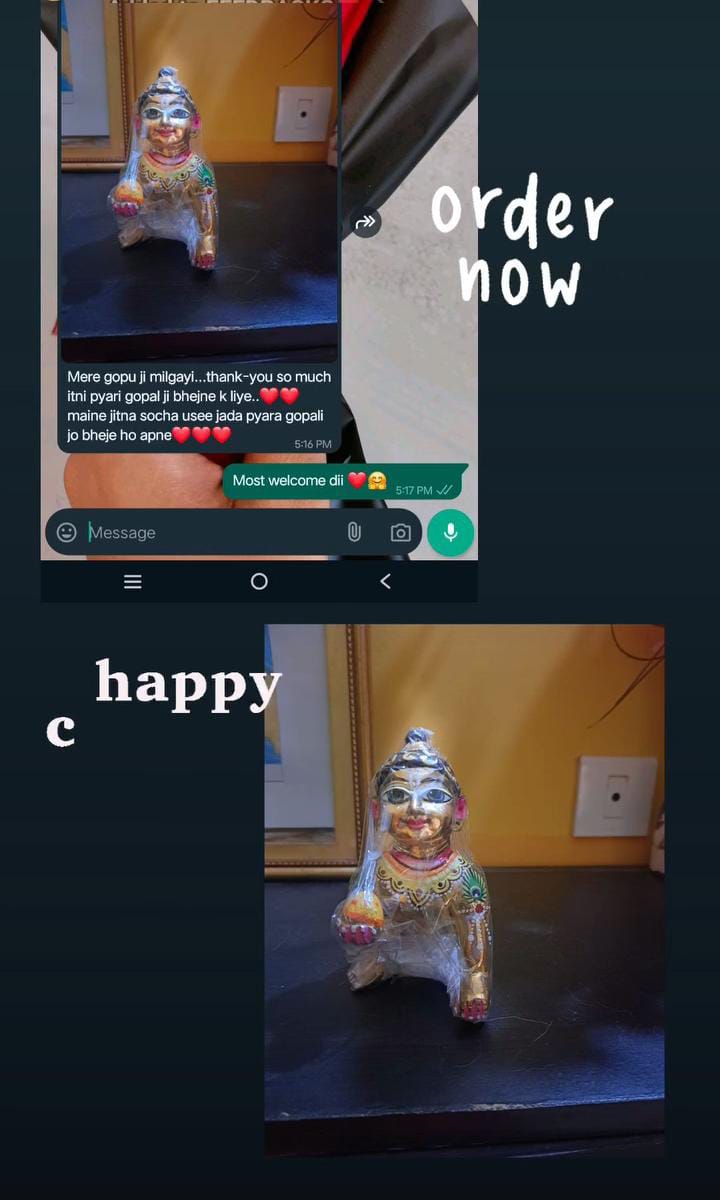 order
now
Mere gopu ji milgayi...thank-you so much
itni pyari gopal ji bhejne k liye..❤️❤️
maine jitna socha usee jada pyara gopali
jo bheje ho apne❤️❤️❤️
5:16 PM
Most welcome dii ❤️🤗
5:17 PM
Message
happy
c